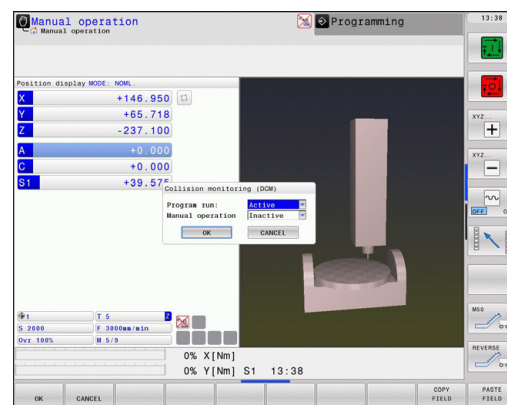 Manual operation
Manual operation
Programming
13:38
Position display MODE: NOML.
X +146.950
Y +65.718
Z -237.100
A +0.000
C +0.000
S1 +39.575
Collision monitoring (DCM)
Program run: Active
Manual operation Inactive
OK CANCEL
XYZ..
XYZ..
OFF
1 T 5 Z
S 2000 F 3000mm/min
Ovr 100% M 5/9
0% X[Nm]
0% Y[Nm] S1 13:38
M50
REVERSE
OK CANCEL COPY FIELD PASTE FIELD